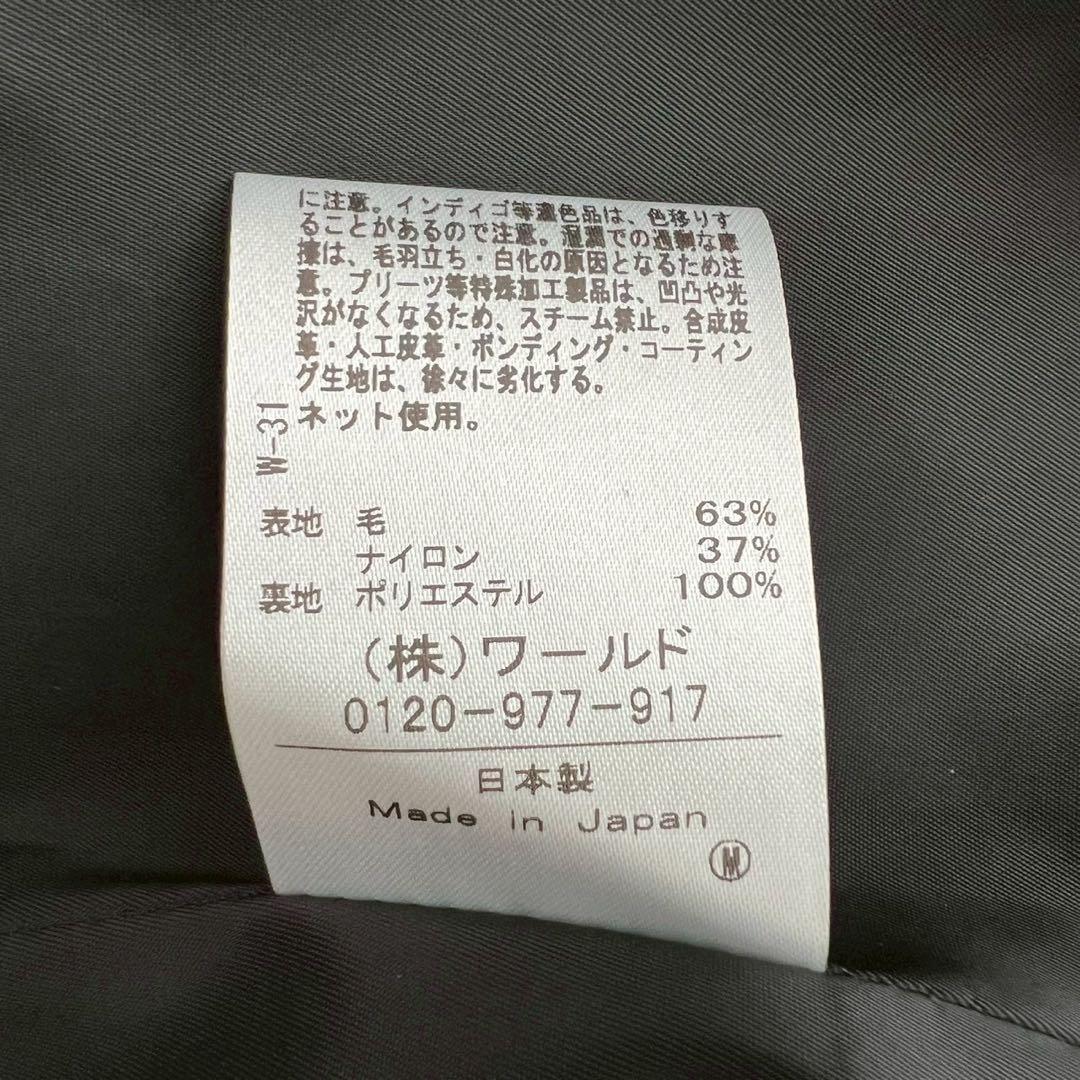 に注意。インディゴ等濃色品は、色移りす
ることがあるので注意。湿潤での過剰な摩
擦は、毛羽立ち・白化の原因となるため注
意。プリーツ等特殊加工製品は、凹凸や光
沢がなくなるため、スチーム禁止。合成皮
革・人工皮革・ボンディング・コーティン
グ生地は、徐々に劣化する。
ネット使用。
W-31
表地 毛 63%
ナイロン 37%
裏地 ポリエステル 100%
(株)ワールド
0120-977-917
日本製
Made in Japan
M